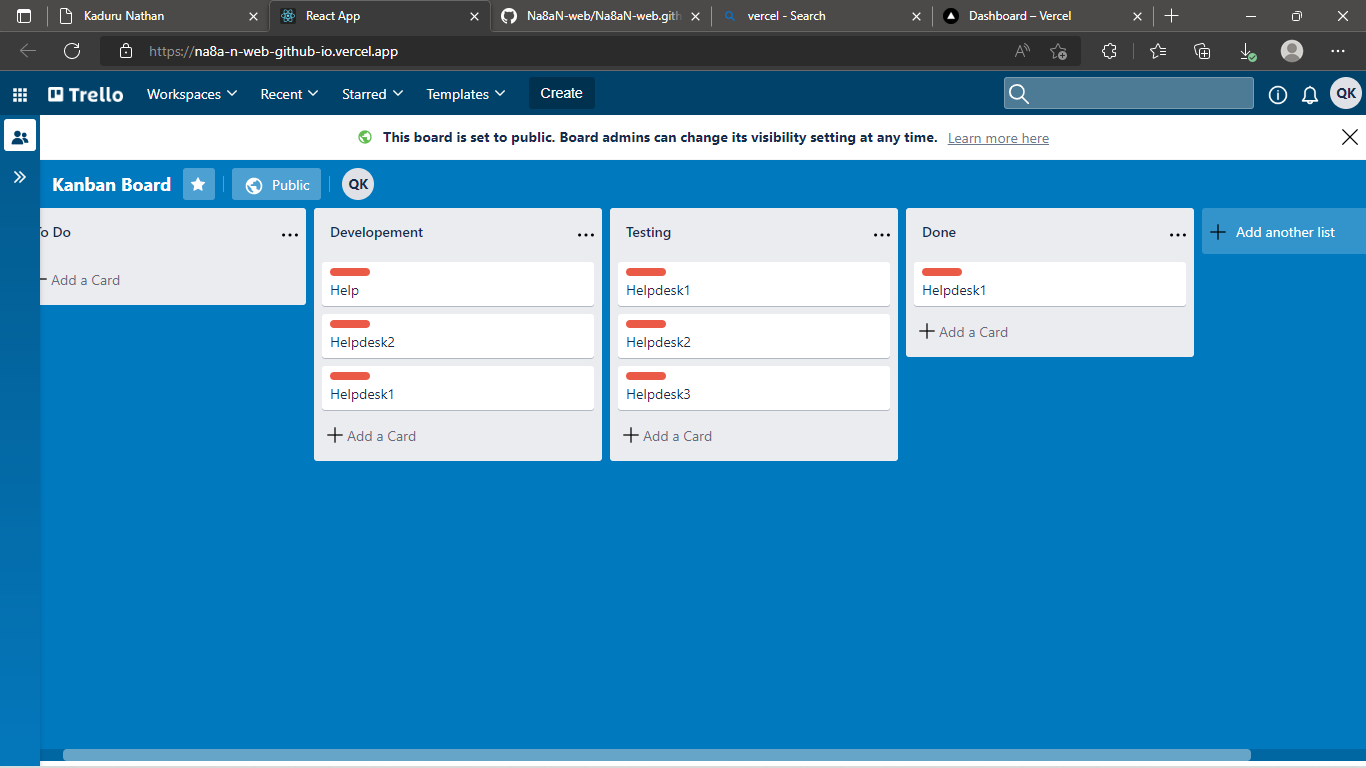 Kaduru Nathan
React App
Na8aN-web/Na8aN-web.gith
vercel - Search
Dashboard – Vercel
https://na8a-n-web-github-io.vercel.app
Trello
Workspaces
Recent
Starred
Templates
Create
QK
This board is set to public. Board admins can change its visibility setting at any time. Learn more here
Kanban Board
Public
QK
To Do
Add a Card
Developement
Help
Helpdesk2
Helpdesk1
Add a Card
Testing
Helpdesk1
Helpdesk2
Helpdesk3
Add a Card
Done
Helpdesk1
Add a Card
Add another list